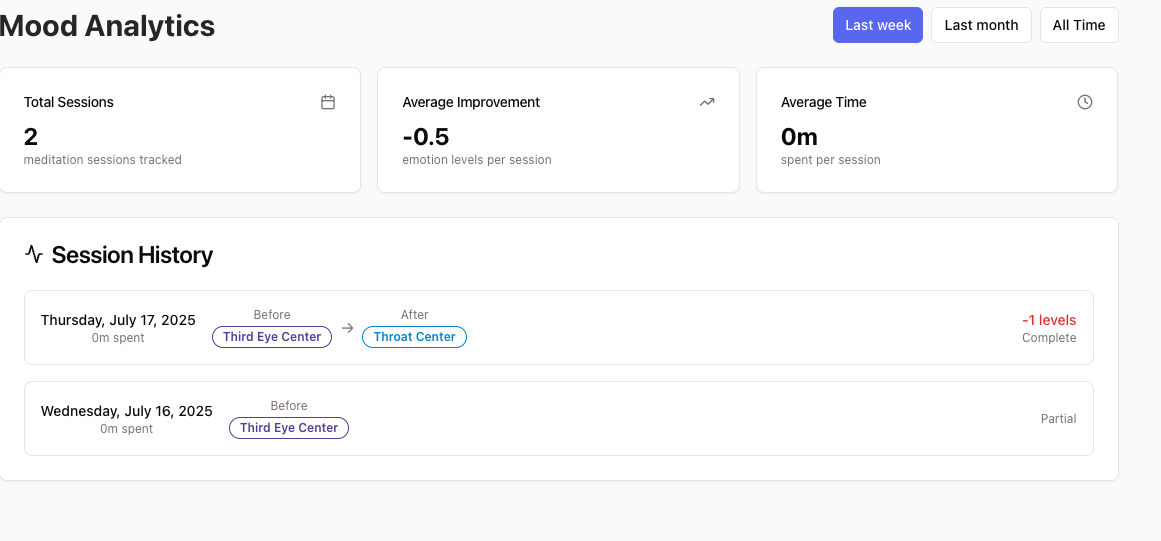 Mood Analytics
Last week
Last month
All Time
Total Sessions
2
meditation sessions tracked
Average Improvement
-0.5
emotion levels per session
Average Time
0m
spent per session
Session History
Thursday, July 17, 2025
0m spent
Before
Third Eye Center
After
Throat Center
-1 levels
Complete
Wednesday, July 16, 2025
0m spent
Before
Third Eye Center
Partial